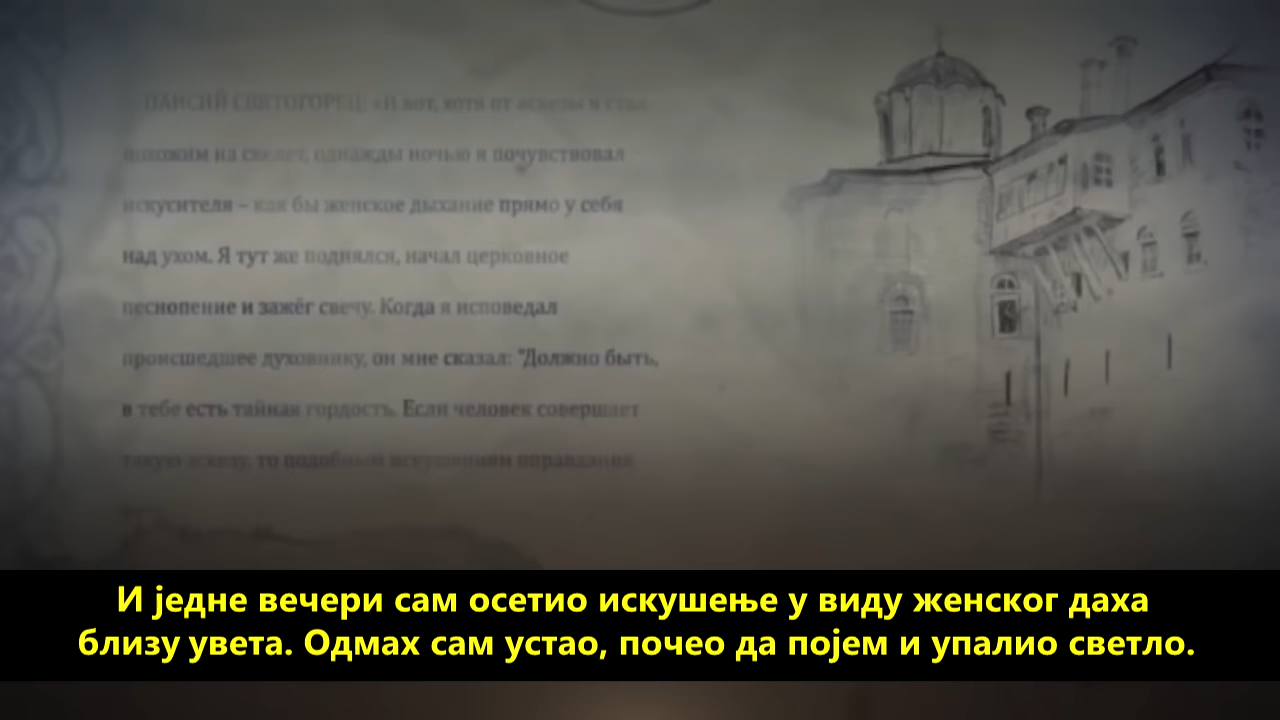 ПАИСИЙ СВЯТОГОРЕЦ: «И вот, хотя от аскезы я стал
похожим на скелет, однажды ночью я почувствовал
искусителя – как бы женское дыхание прямо у себя
над ухом. Я тут же поднялся, начал церковное
песнопение и зажёг свечу. Когда я исповедал
происшедшее духовнику, он мне сказал: "Должно быть,
в тебе есть тайная гордость. Если человек совершает
такую аскезу, то подобным искушениям оправдания
И једне вечери сам осетио искушење у виду женског даха
близу увета. Одмах сам устао, почео да појем и упалио светло.